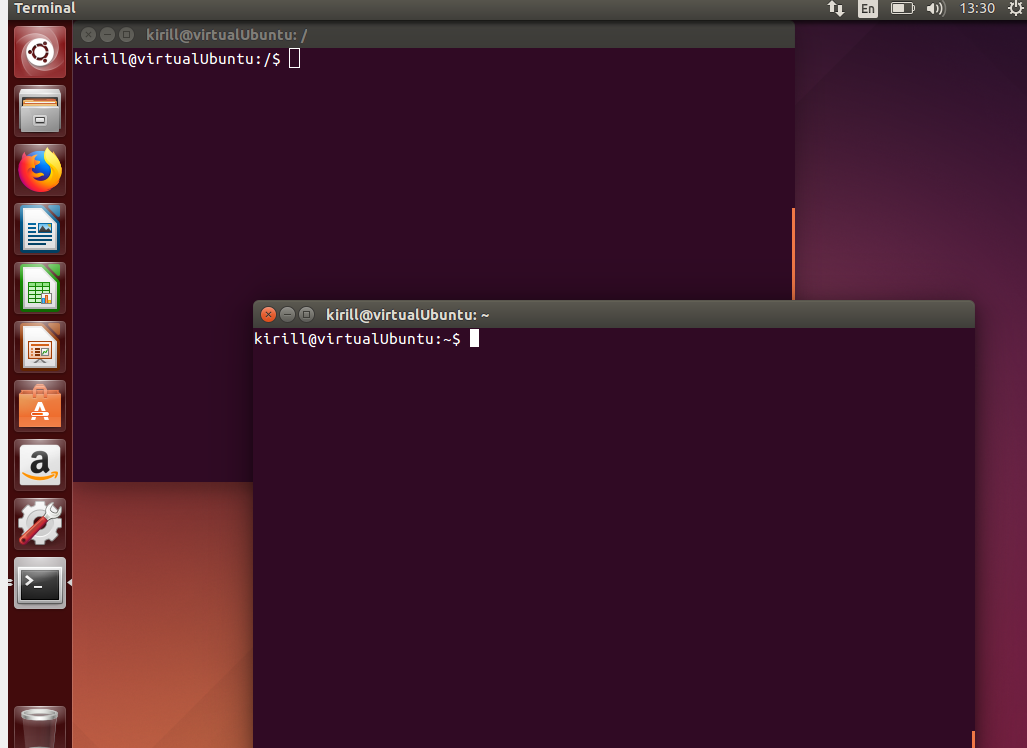 Terminal
En
13:30
kirill@virtualUbuntu: /
kirill@virtualUbuntu:/$
kirill@virtualUbuntu: ~
kirill@virtualUbuntu:~$
A
a
>_